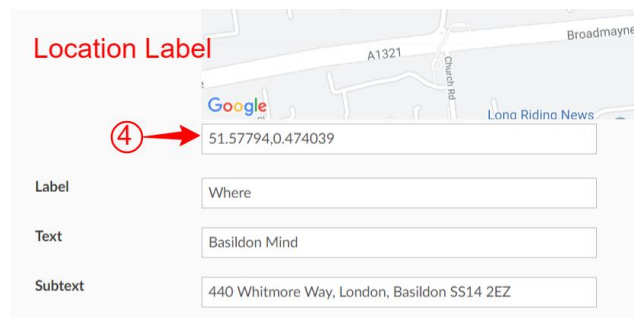 Location Label
Broadmayne
A1321
Church Rd
Google
Long Riding News
4
51.57794,0.474039
Label
Where
Text
Basildon Mind
Subtext
440 Whitmore Way, London, Basildon SS14 2EZ